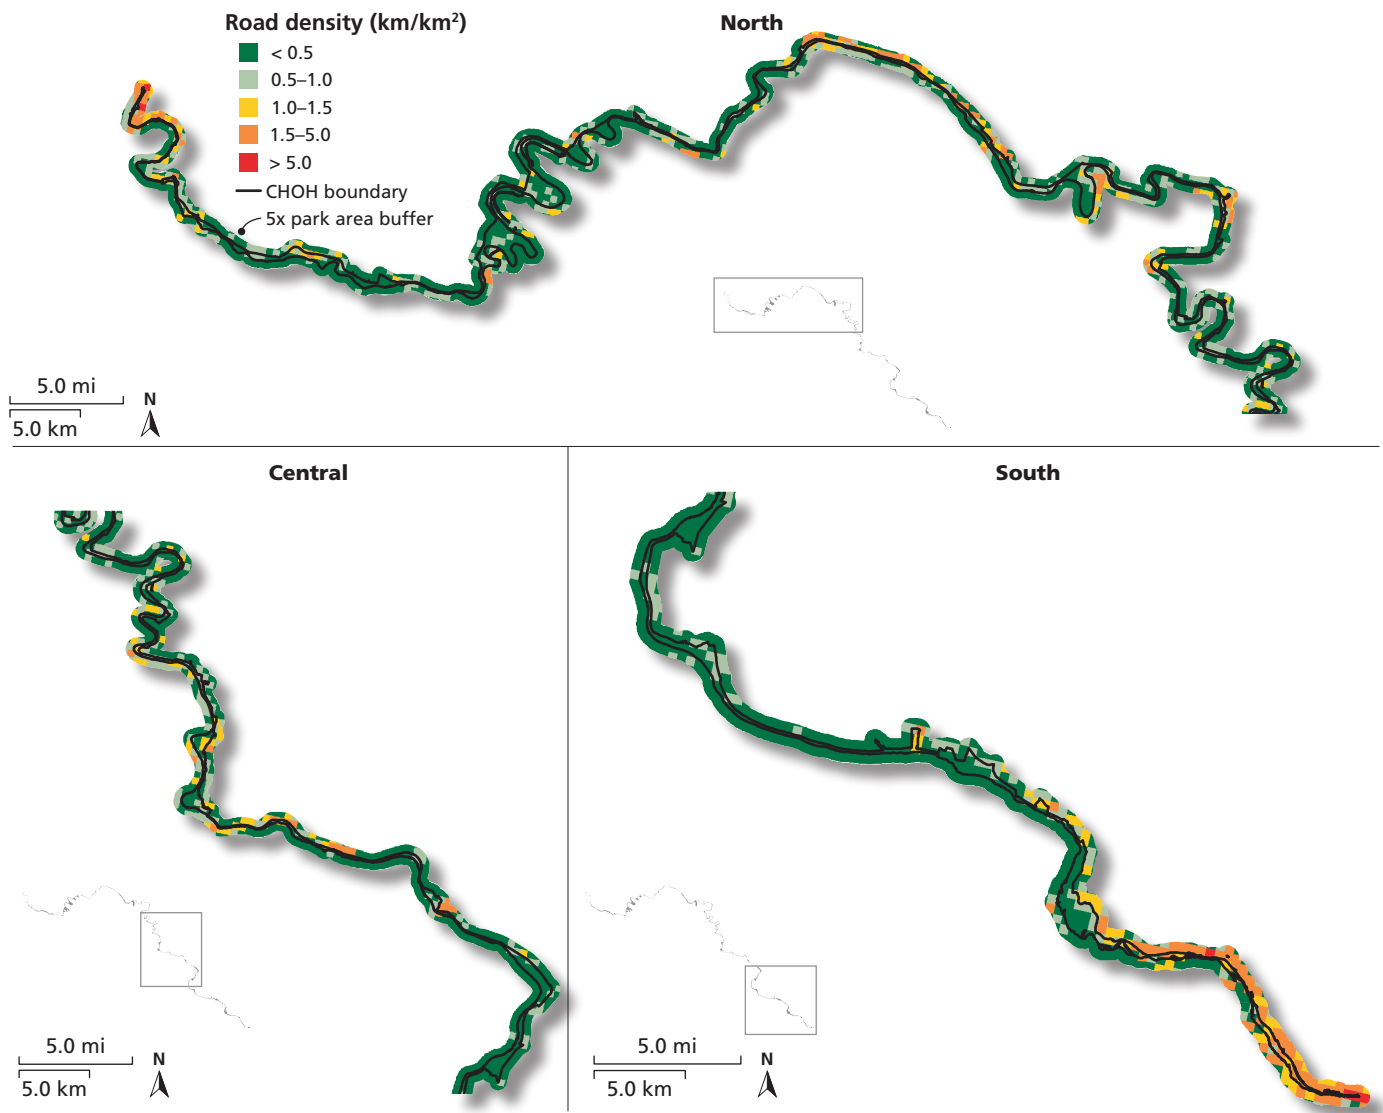 Road density (km/km²)
< 0.5
0.5–1.0
1.0–1.5
1.5–5.0
> 5.0
CHOH boundary
5x park area buffer
North
5.0 mi
5.0 km
N
Central
5.0 mi
5.0 km
N
South
5.0 mi
5.0 km
N